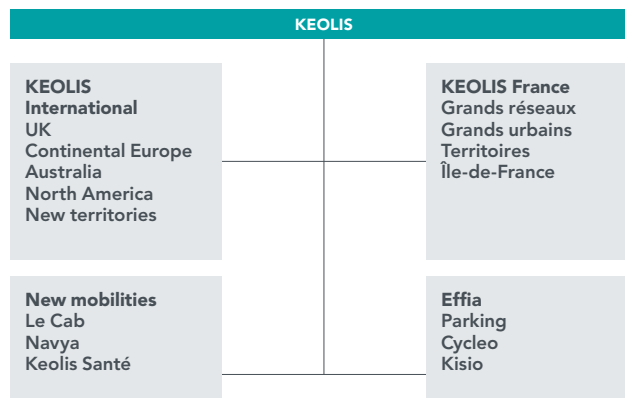 KEOLIS
KEOLIS
International
UK
Continental Europe
Australia
North America
New territories
KEOLIS France
Grands réseaux
Grands urbains
Territoires
Île-de-France
New mobilities
Le Cab
Navya
Keolis Santé
Effia
Parking
Cycleo
Kisio